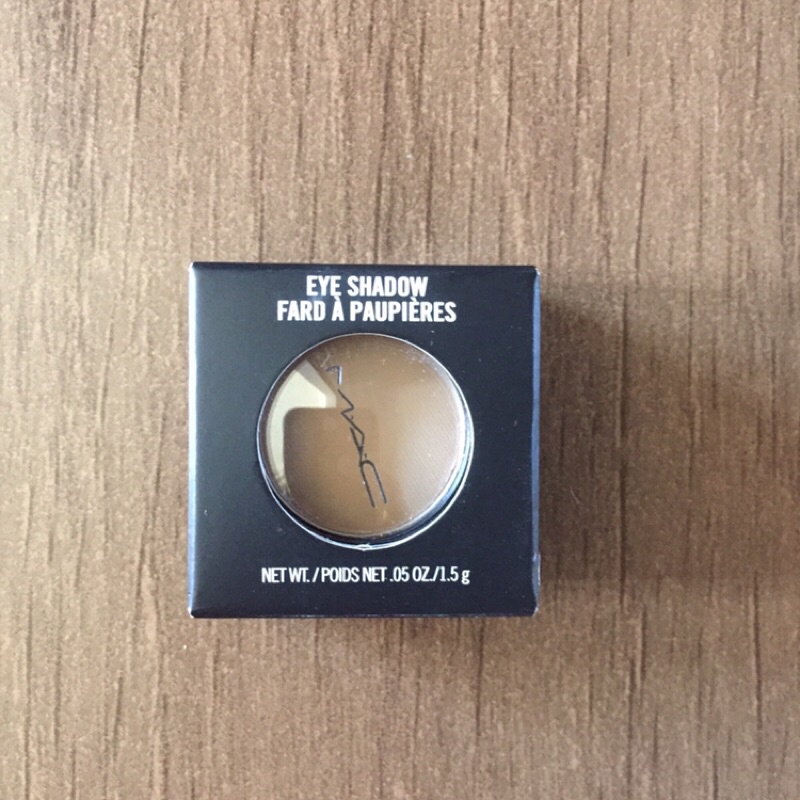 EYE SHADOW
FARD À PAUPIÈRES
MAC
NET WT. / POIDS NET .05 OZ./1.5 g